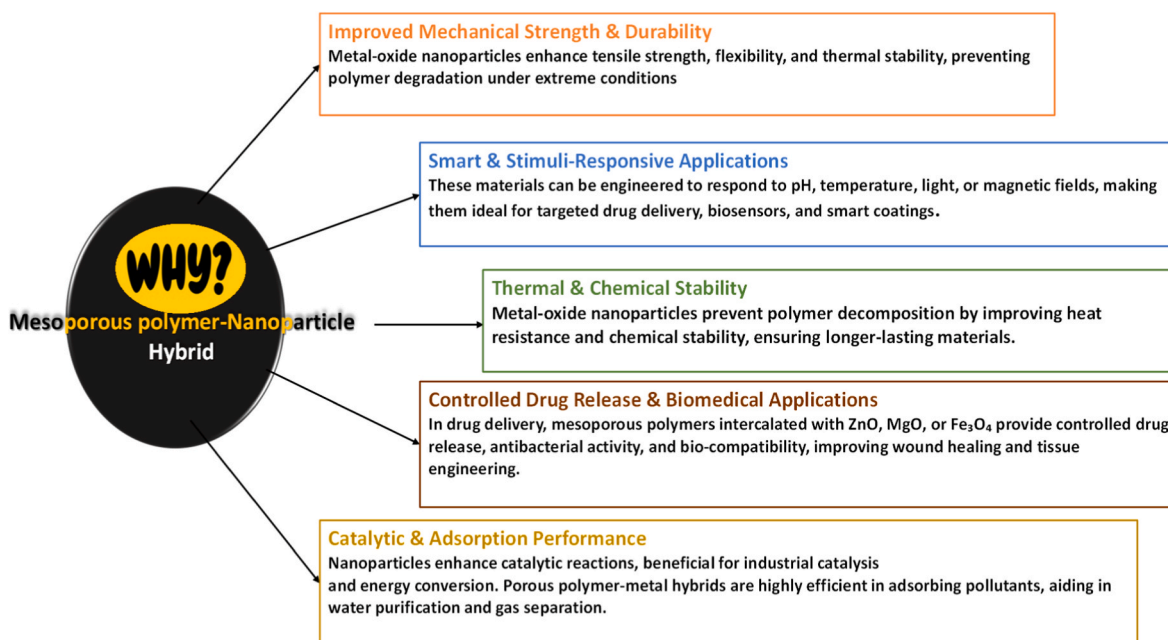 Improved Mechanical Strength & Durability
Metal-oxide nanoparticles enhance tensile strength, flexibility, and thermal stability, preventing
polymer degradation under extreme conditions
Smart & Stimuli-Responsive Applications
These materials can be engineered to respond to pH, temperature, light, or magnetic fields, making
them ideal for targeted drug delivery, biosensors, and smart coatings.
WHY?
Mesoporous polymer-Nanoparticle
Hybrid
Thermal & Chemical Stability
Metal-oxide nanoparticles prevent polymer decomposition by improving heat
resistance and chemical stability, ensuring longer-lasting materials.
Controlled Drug Release & Biomedical Applications
In drug delivery, mesoporous polymers intercalated with ZnO, MgO, or Fe₃O₄ provide controlled drug
release, antibacterial activity, and bio-compatibility, improving wound healing and tissue
engineering.
Catalytic & Adsorption Performance
Nanoparticles enhance catalytic reactions, beneficial for industrial catalysis
and energy conversion. Porous polymer-metal hybrids are highly efficient in adsorbing pollutants, aiding in
water purification and gas separation.